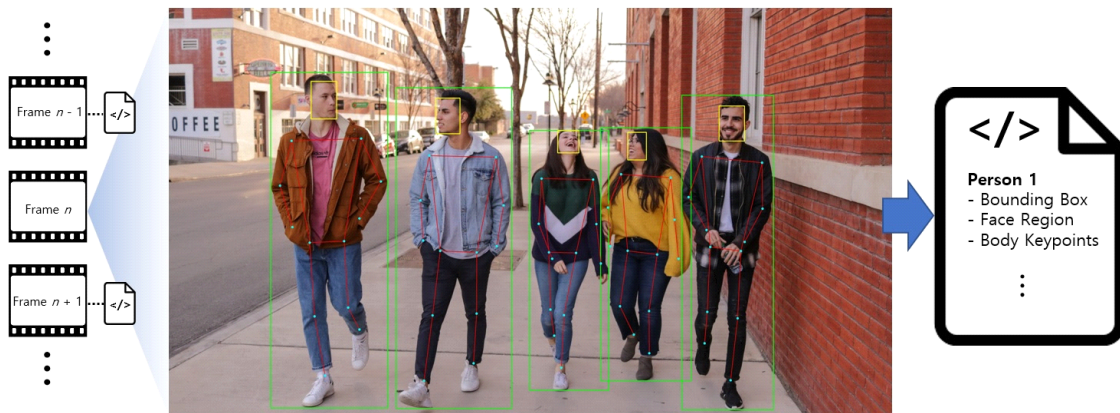 Frame n - 1
</>
Frame n
Frame n + 1
</>
OFFEE
</>
Person 1
- Bounding Box
- Face Region
- Body Keypoints